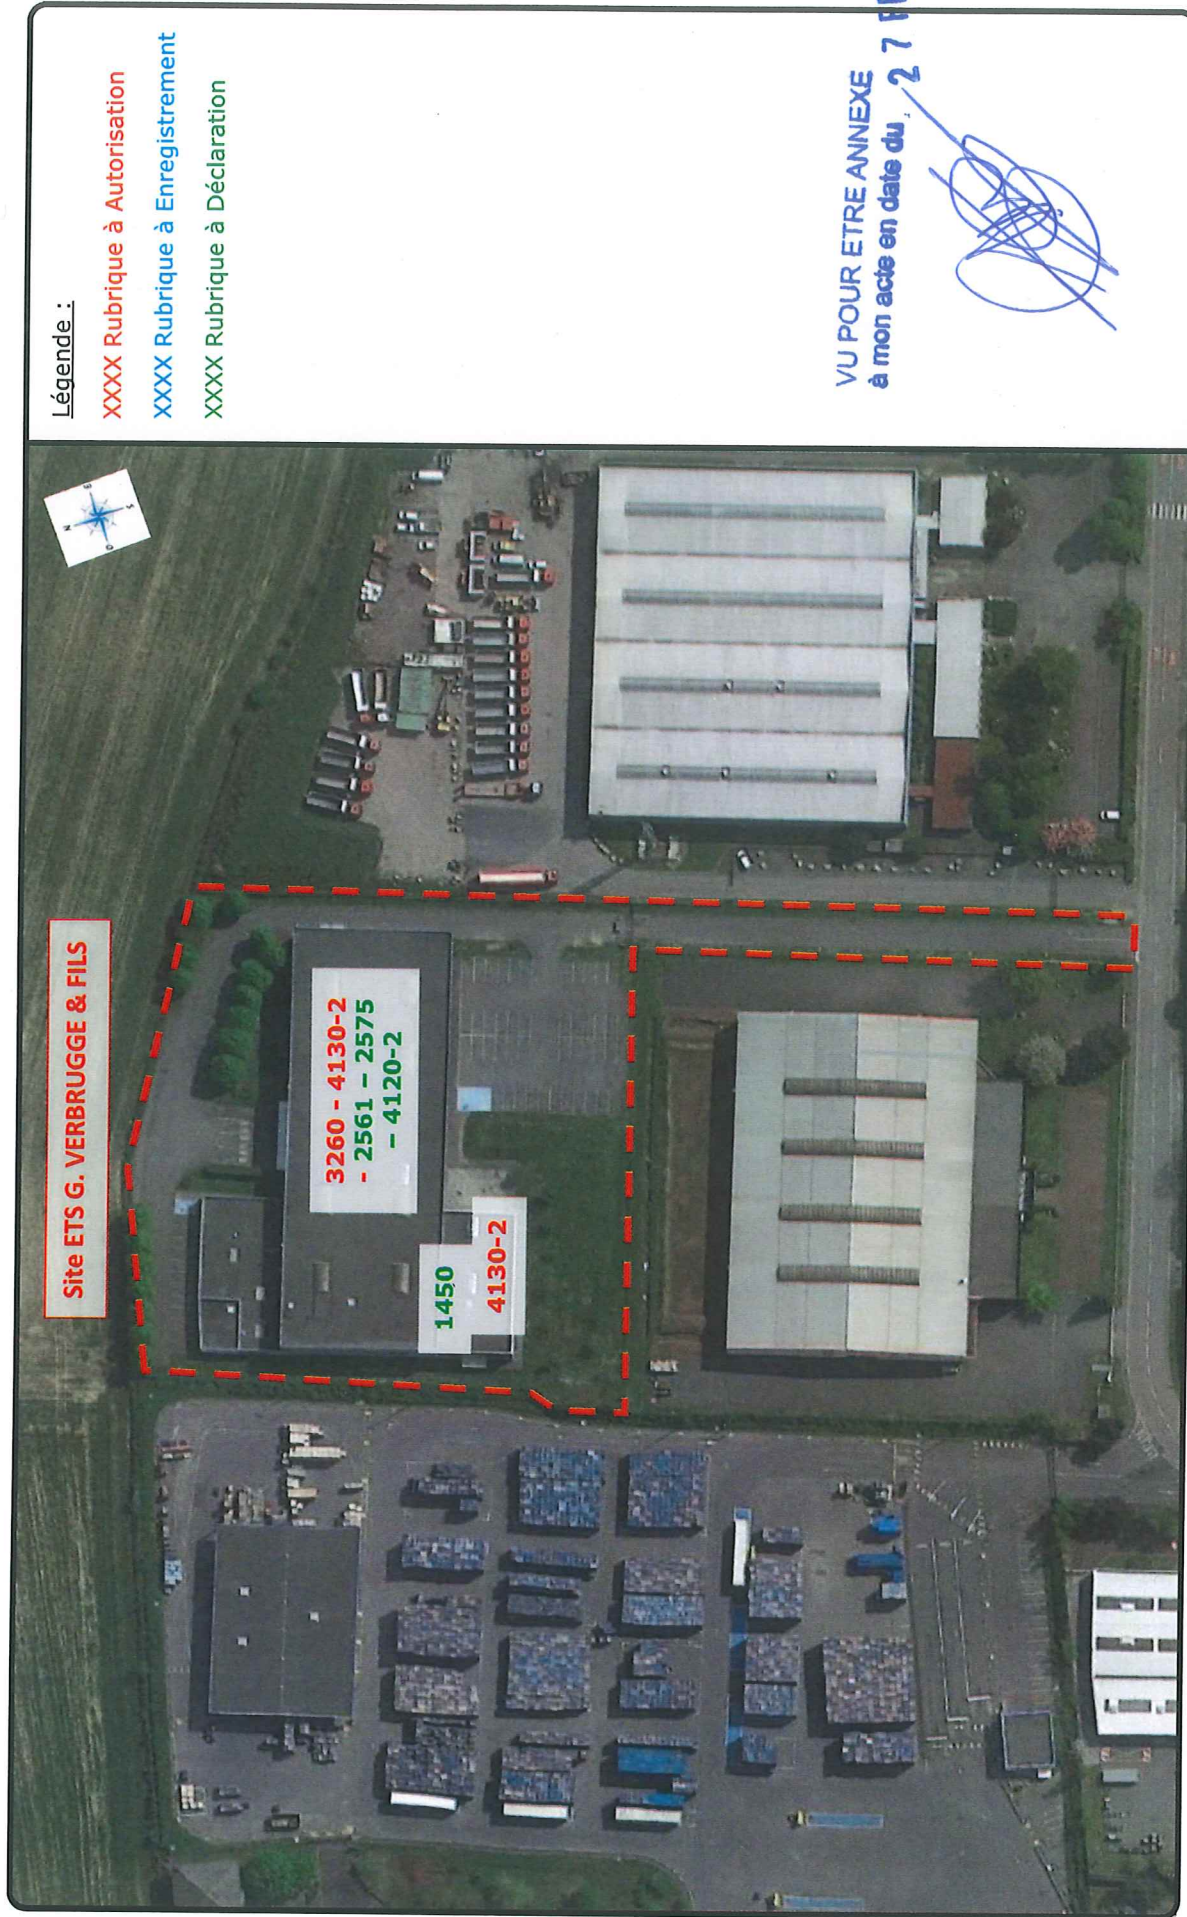 Légende :
XXXX Rubrique à Autorisation
XXXX Rubrique à Enregistrement
XXXX Rubrique à Déclaration
VU POUR ETRE ANNEXE
à mon acte en date du 27
Site ETS G. VERBRUGGE & FILS
N
E
S
O
3260 - 4130-2
- 2561 - 2575
- 4120-2
1450
4130-2